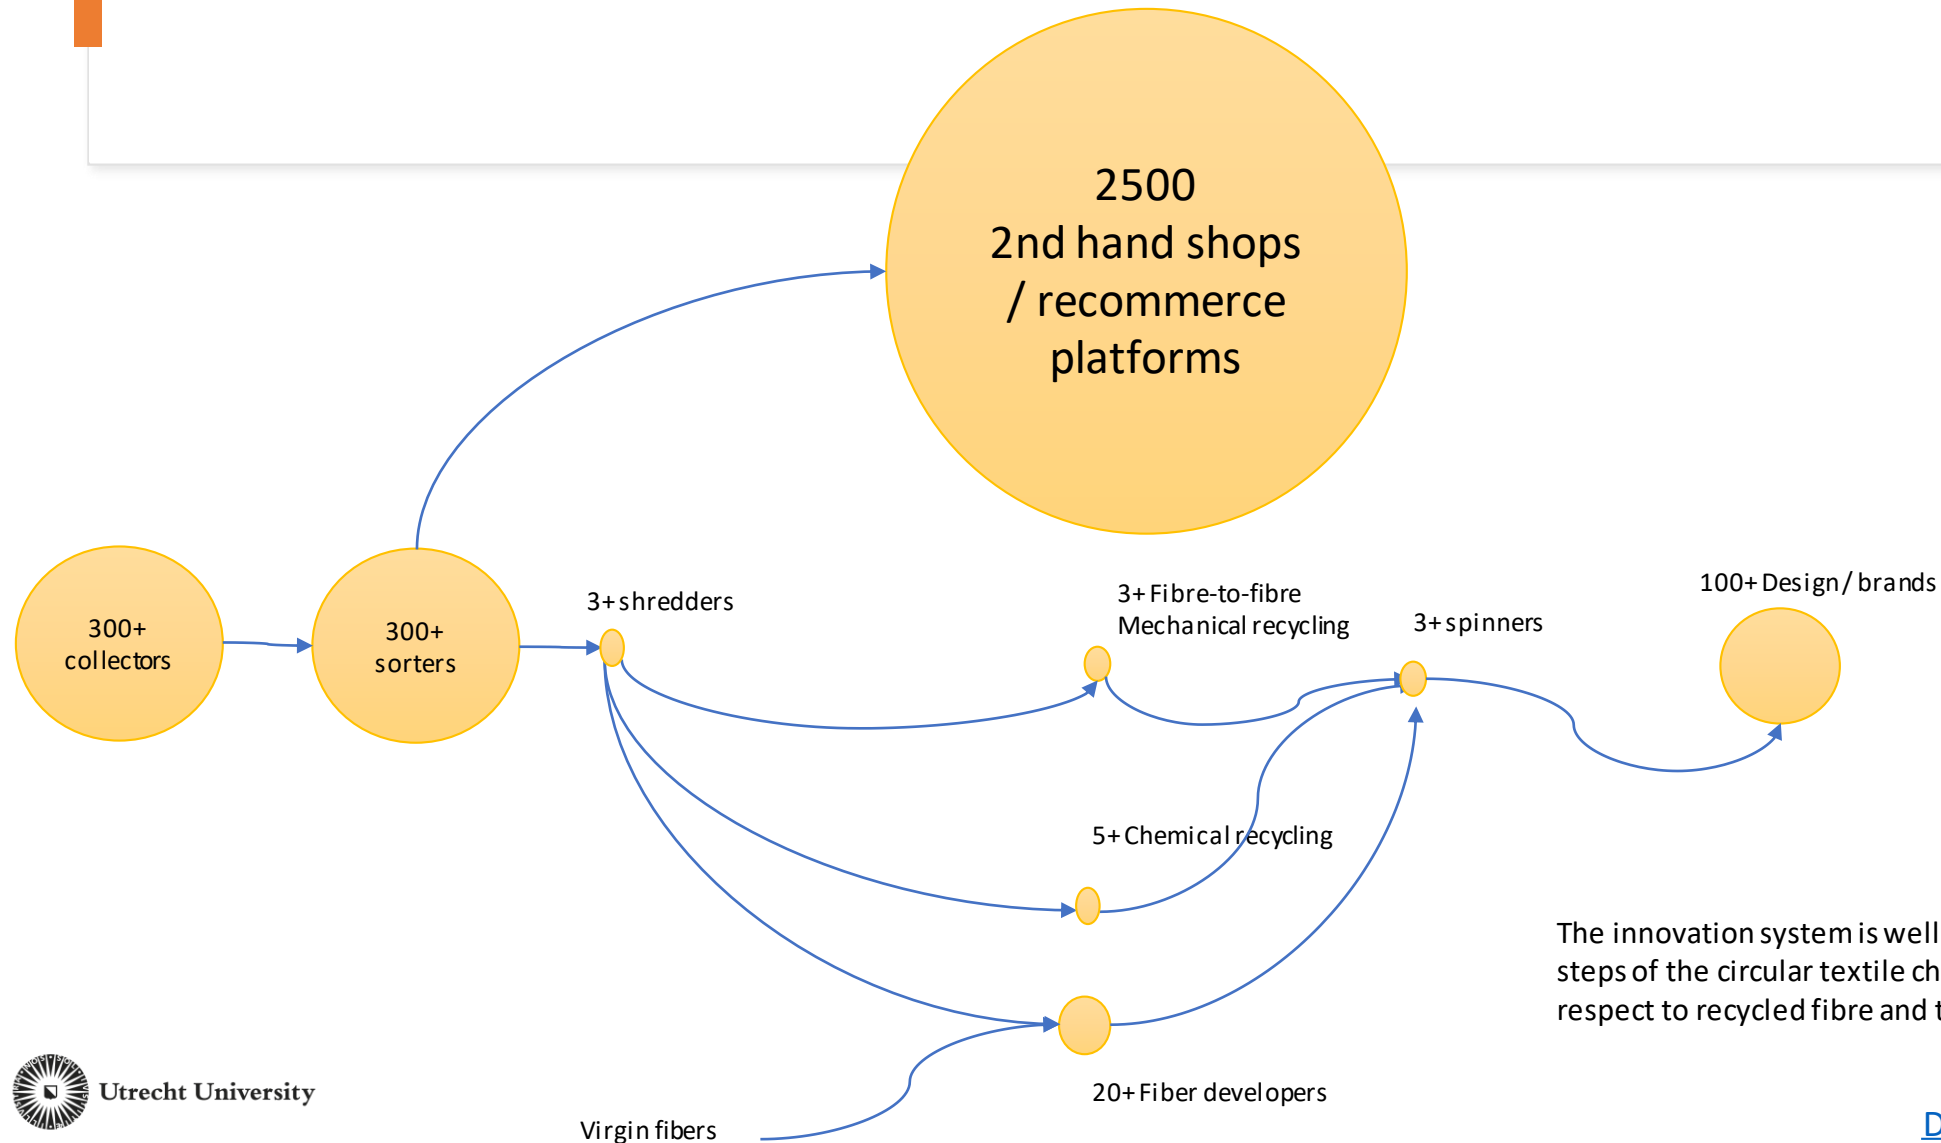 2500
2nd hand shops
/ recommerce
platforms
300+
collectors
300+
sorters
3+ shredders
3+ Fibre-to-fibre
Mechanical recycling
3+ spinners
100+ Design / brands
5+ Chemical recycling
The innovation system is well
steps of the circular textile ch
respect to recycled fibre and t
20+ Fiber developers
Virgin fibers
Utrecht University
D